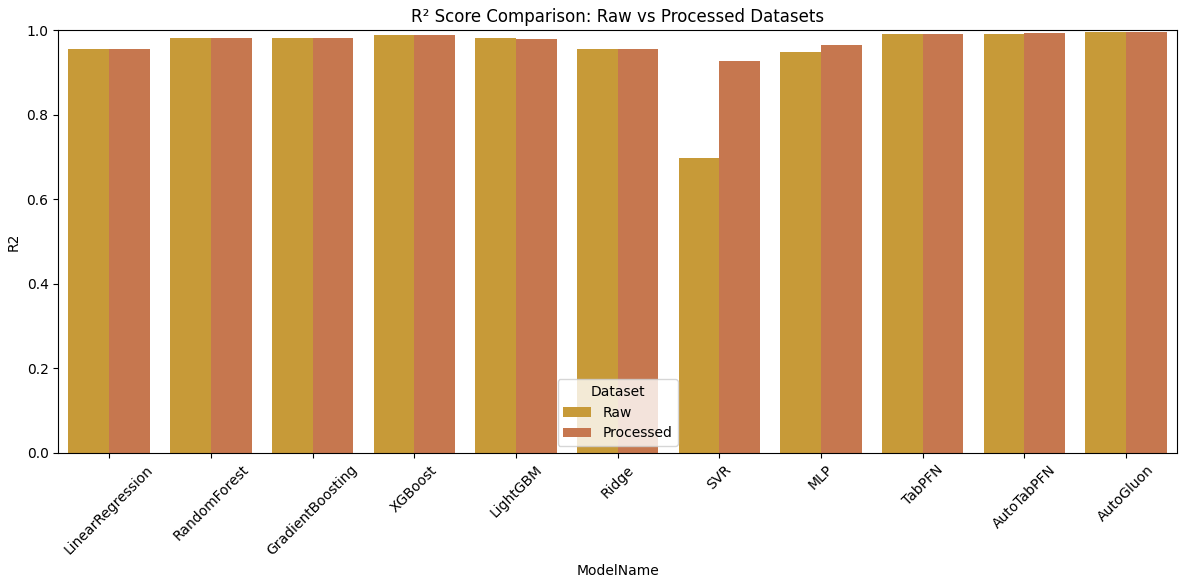 R² Score Comparison: Raw vs Processed Datasets
1.0
0.8
0.6
0.4
0.2
0.0
R2
Dataset
Raw
Processed
LinearRegression
RandomForest
GradientBoosting
XGBoost
LightGBM
Ridge
SVR
MLP
TabPFN
AutoTabPFN
AutoGluon
ModelName